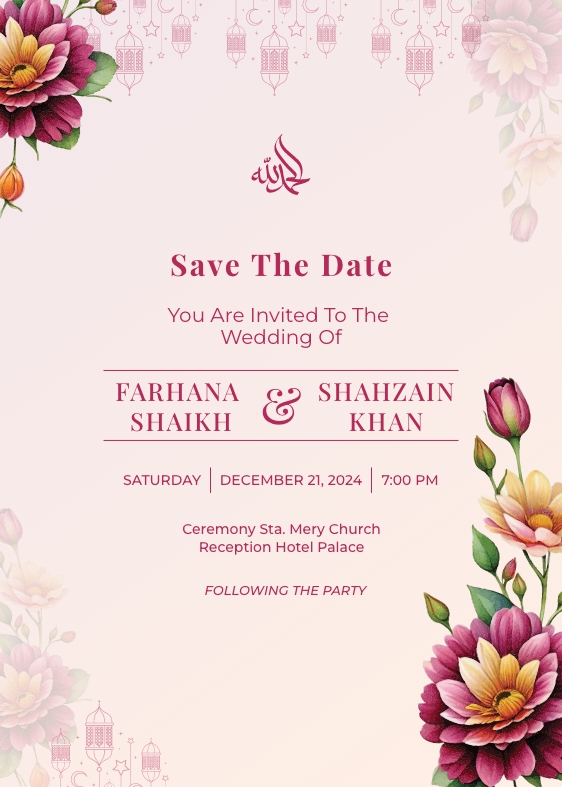 الحمد لله
Save The Date
You Are Invited To The
Wedding Of
FARHANA SHAIKH
&
SHAHZAIN KHAN
SATURDAY
DECEMBER 21, 2024
7:00 PM
Ceremony Sta. Mery Church
Reception Hotel Palace
FOLLOWING THE PARTY